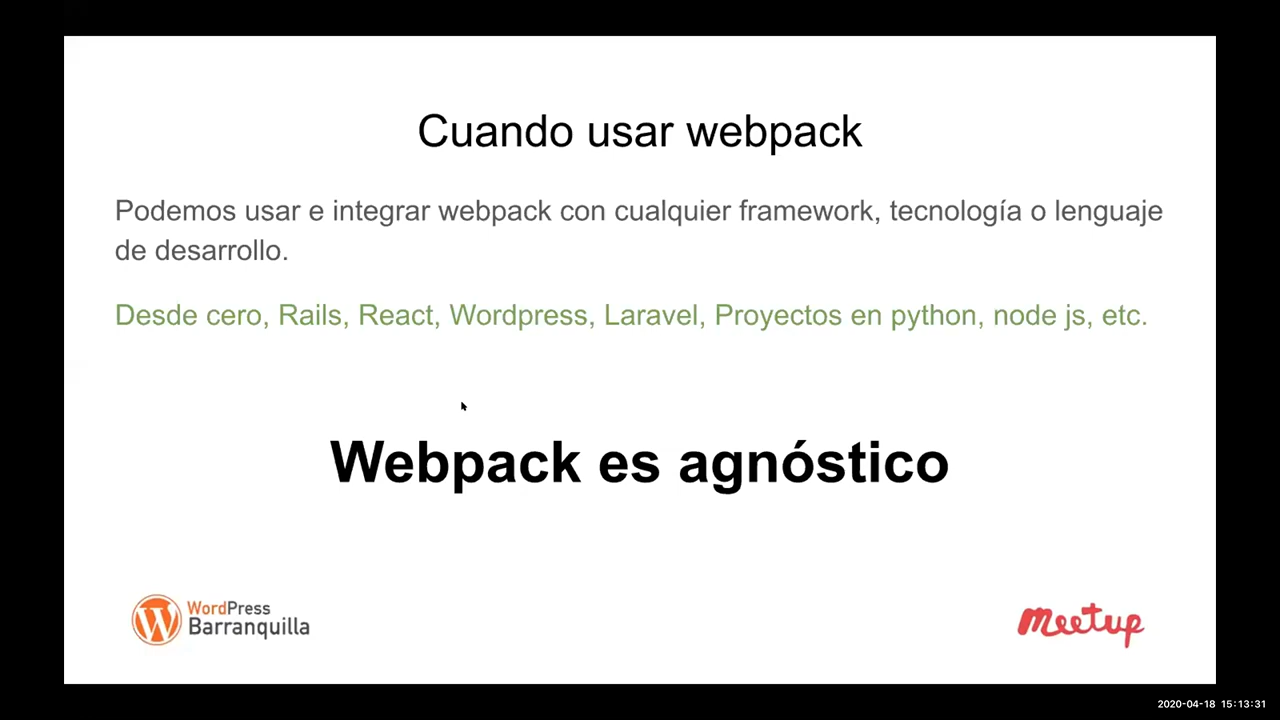 Cuando usar webpack
Podemos usar e integrar webpack con cualquier framework, tecnología o lenguaje
de desarrollo.
Desde cero, Rails, React, Wordpress, Laravel, Proyectos en python, node js, etc.
Webpack es agnóstico
WordPress
Barranquilla
meetup
2020-04-18 15:13:31